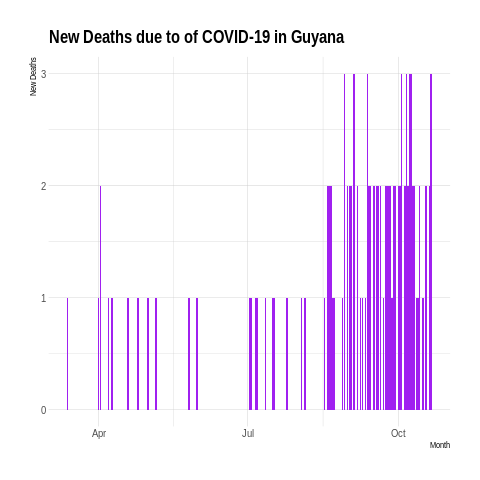 New Deaths due to of COVID-19 in Guyana
New Deaths
3
2
1
0
Apr
Jul
Oct
Month